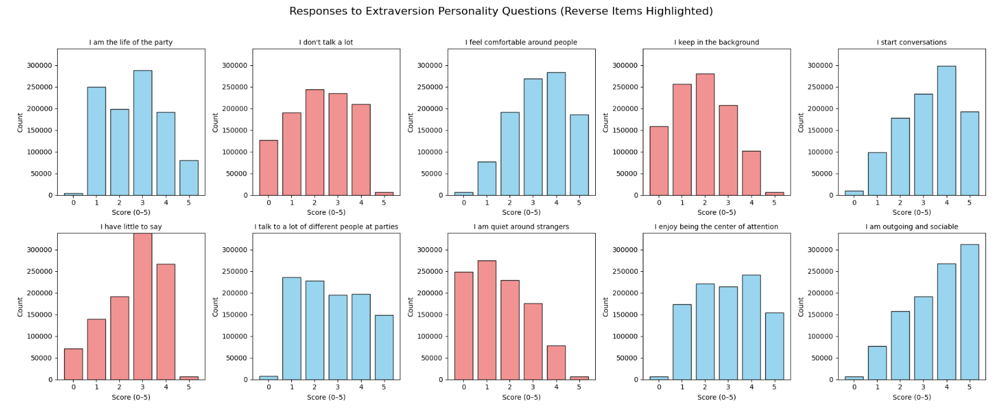 Responses to Extraversion Personality Questions (Reverse Items Highlighted)
I am the life of the party
300000
250000
200000
150000
100000
50000
0
Count
0 1 2 3 4 5
Score (0–5)
I don't talk a lot
300000
250000
200000
150000
100000
50000
0
Count
0 1 2 3 4 5
Score (0–5)
I feel comfortable around people
300000
250000
200000
150000
100000
50000
0
Count
0 1 2 3 4 5
Score (0–5)
I keep in the background
300000
250000
200000
150000
100000
50000
0
Count
0 1 2 3 4 5
Score (0–5)
I start conversations
300000
250000
200000
150000
100000
50000
0
Count
0 1 2 3 4 5
Score (0–5)
I have little to say
300000
250000
200000
150000
100000
50000
0
Count
0 1 2 3 4 5
Score (0–5)
I talk to a lot of different people at parties
300000
250000
200000
150000
100000
50000
0
Count
0 1 2 3 4 5
Score (0–5)
I am quiet around strangers
300000
250000
200000
150000
100000
50000
0
Count
0 1 2 3 4 5
Score (0–5)
I enjoy being the center of attention
300000
250000
200000
150000
100000
50000
0
Count
0 1 2 3 4 5
Score (0–5)
I am outgoing and sociable
300000
250000
200000
150000
100000
50000
0
Count
0 1 2 3 4 5
Score (0–5)